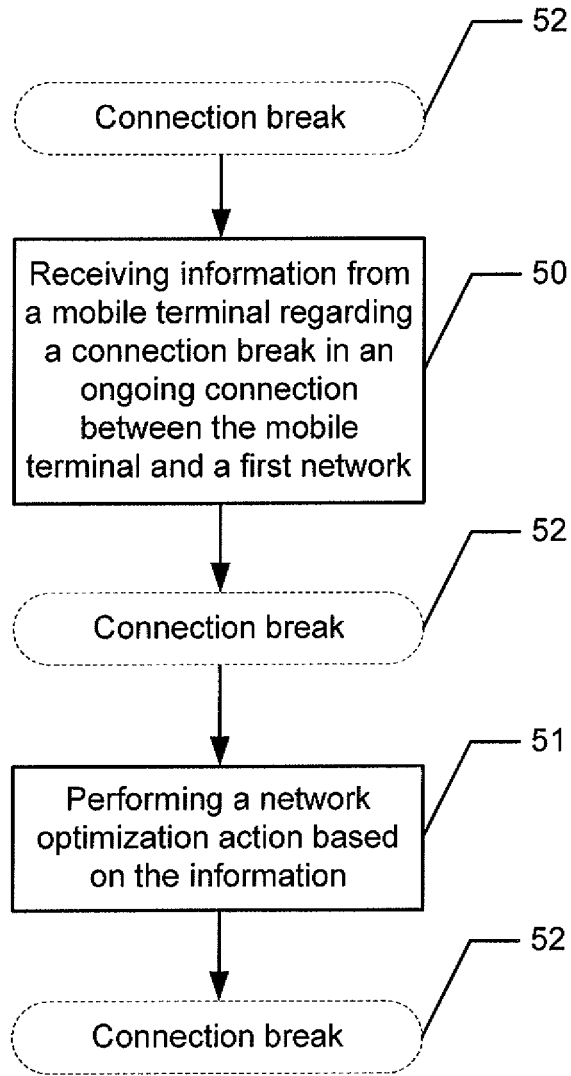 52
Connection break
Receiving information from
a mobile terminal regarding
a connection break in an
ongoing connection
between the mobile
terminal and a first network
50
52
Connection break
51
Performing a network
optimization action based
on the information
52
Connection break